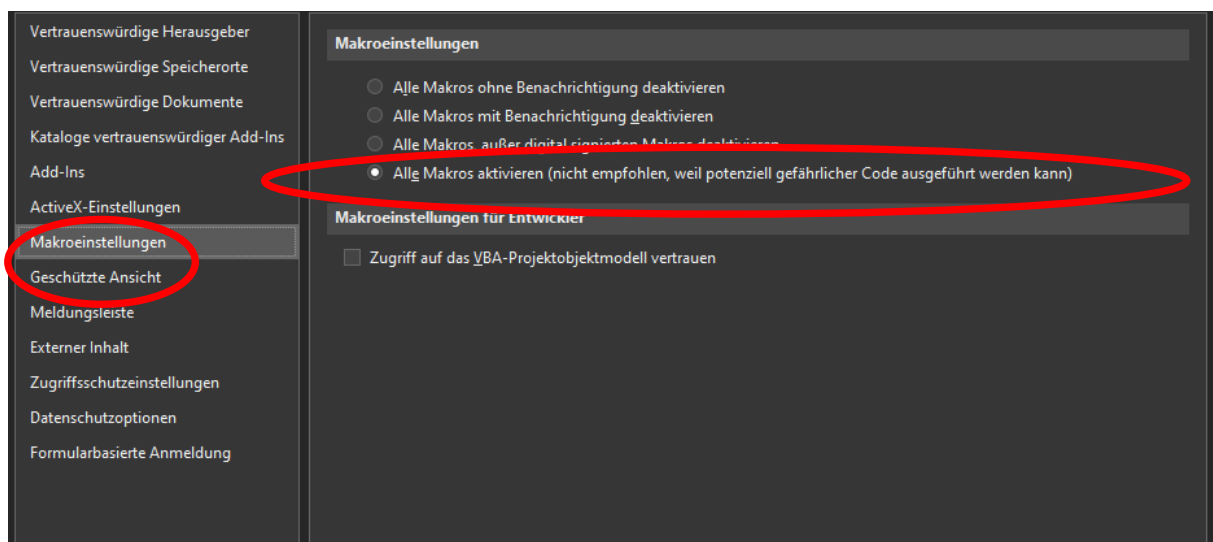 Vertrauenswürdige Herausgeber
Vertrauenswürdige Speicherorte
Vertrauenswürdige Dokumente
Kataloge vertrauenswürdiger Add-Ins
Add-Ins
ActiveX-Einstellungen
Makroeinstellungen
Geschützte Ansicht
Meldungsleiste
Externer Inhalt
Zugriffsschutzeinstellungen
Datenschutzoptionen
Formularbasierte Anmeldung
Makroeinstellungen
Alle Makros ohne Benachrichtigung deaktivieren
Alle Makros mit Benachrichtigung deaktivieren
Alle Makros, außer digital signierten Makros deaktivieren
Alle Makros aktivieren (nicht empfohlen, weil potenziell gefährlicher Code ausgeführt werden kann)
Makroeinstellungen für Entwickler
Zugriff auf das VBA-Projektobjektmodell vertrauen